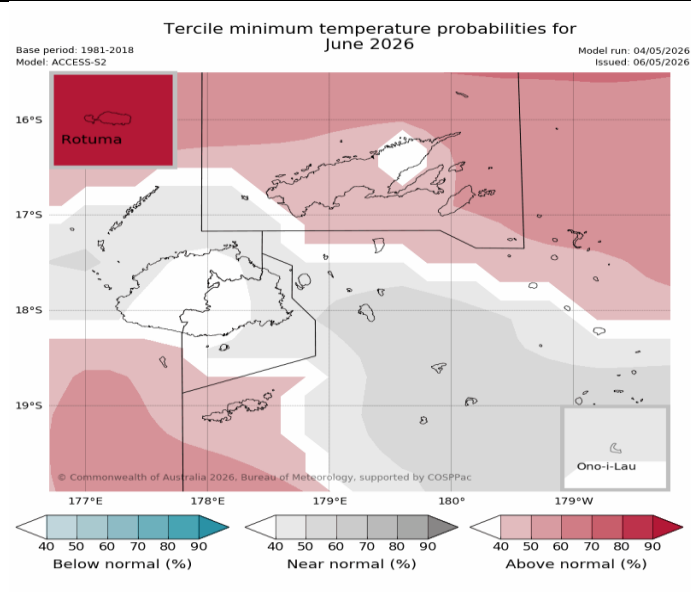 Tercile minimum temperature probabilities for
June 2026
Base period: 1981-2018
Model: ACCESS-S2
Model run: 04/05/2026
Issued: 06/05/2026
Rotuma
16°S
17°S
18°S
19°S
Ono-i-Lau
© Commonwealth of Australia 2026, Bureau of Meteorology, supported by COSPPac
177°E 178°E 179°E 180° 179°W
40 50 60 70 80 90
Below normal (%)
40 50 60 70 80 90
Near normal (%)
40 50 60 70 80 90
Above normal (%)